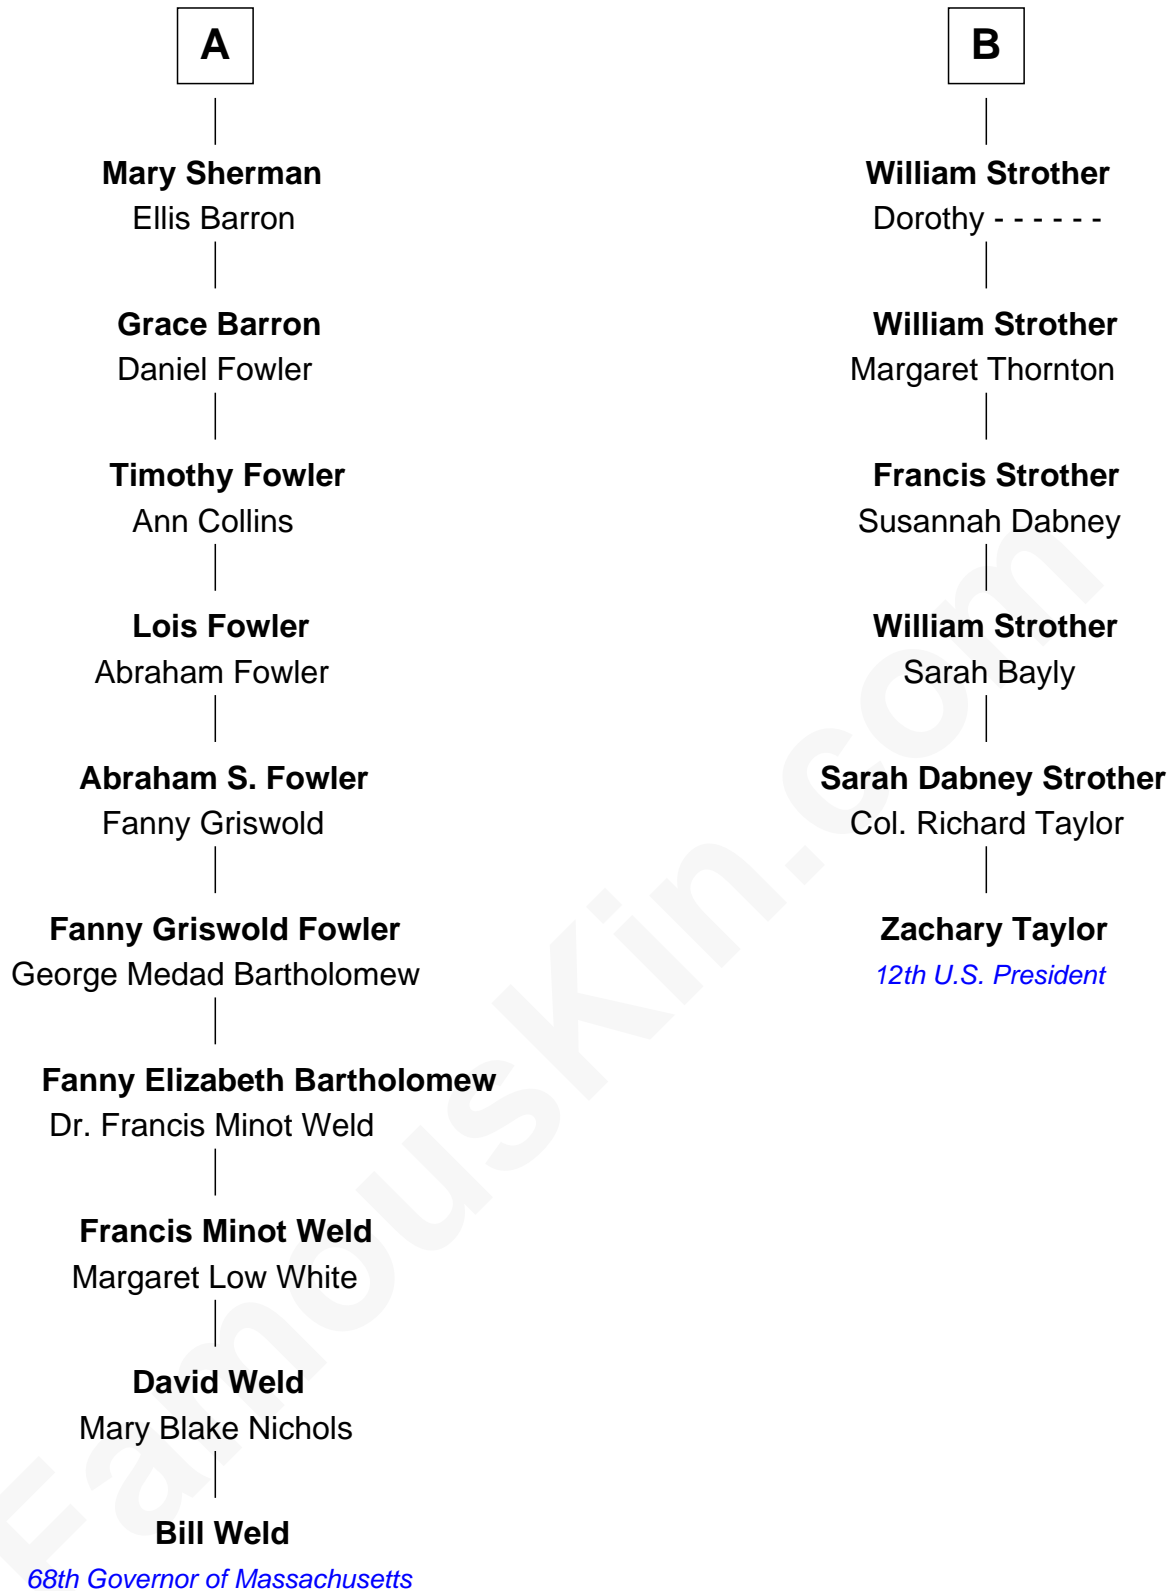 A
Mary Sherman
Ellis Barron
Grace Barron
Daniel Fowler
Timothy Fowler
Ann Collins
Lois Fowler
Abraham Fowler
Abraham S. Fowler
Fanny Griswold
Fanny Griswold Fowler
George Medad Bartholomew
Fanny Elizabeth Bartholomew
Dr. Francis Minot Weld
Francis Minot Weld
Margaret Low White
David Weld
Mary Blake Nichols
Bill Weld
68th Governor of Massachusetts
B
William Strother
Dorothy - - - - - -
William Strother
Margaret Thornton
Francis Strother
Susannah Dabney
William Strother
Sarah Bayly
Sarah Dabney Strother
Col. Richard Taylor
Zachary Taylor
12th U.S. President
FamousKin.com